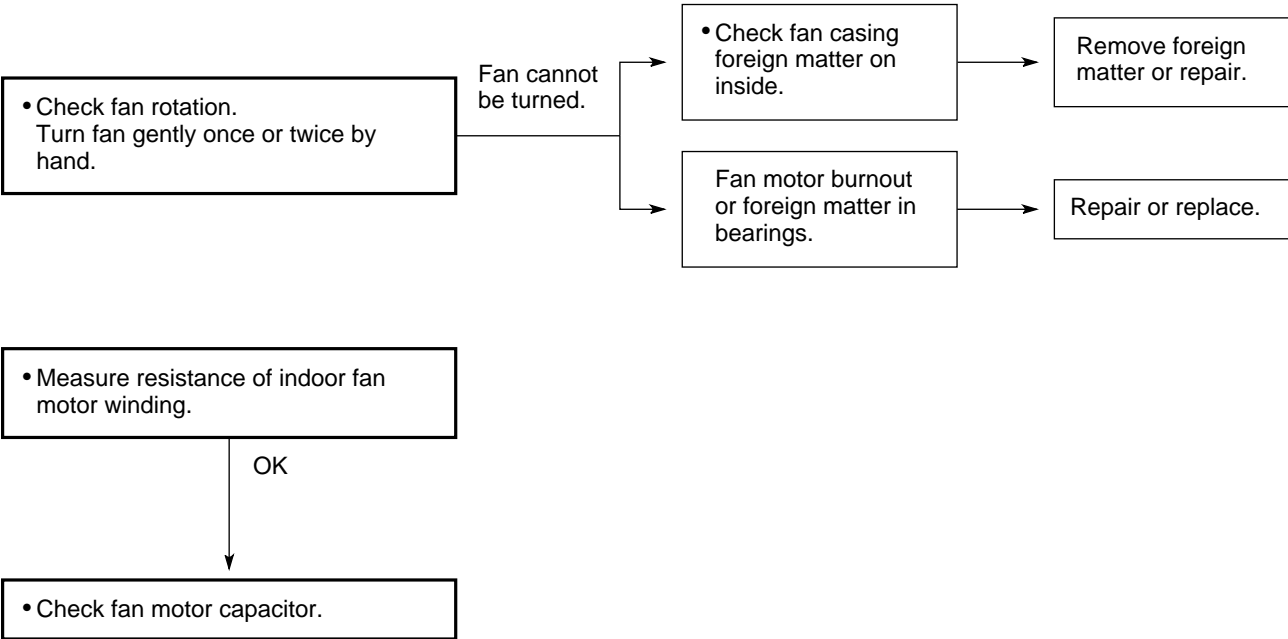 • Check fan rotation.
Turn fan gently once or twice by
hand.
Fan cannot
be turned.
• Check fan casing
foreign matter on
inside.
Remove foreign
matter or repair.
Fan motor burnout
or foreign matter in
bearings.
Repair or replace.
• Measure resistance of indoor fan
motor winding.
OK
• Check fan motor capacitor.